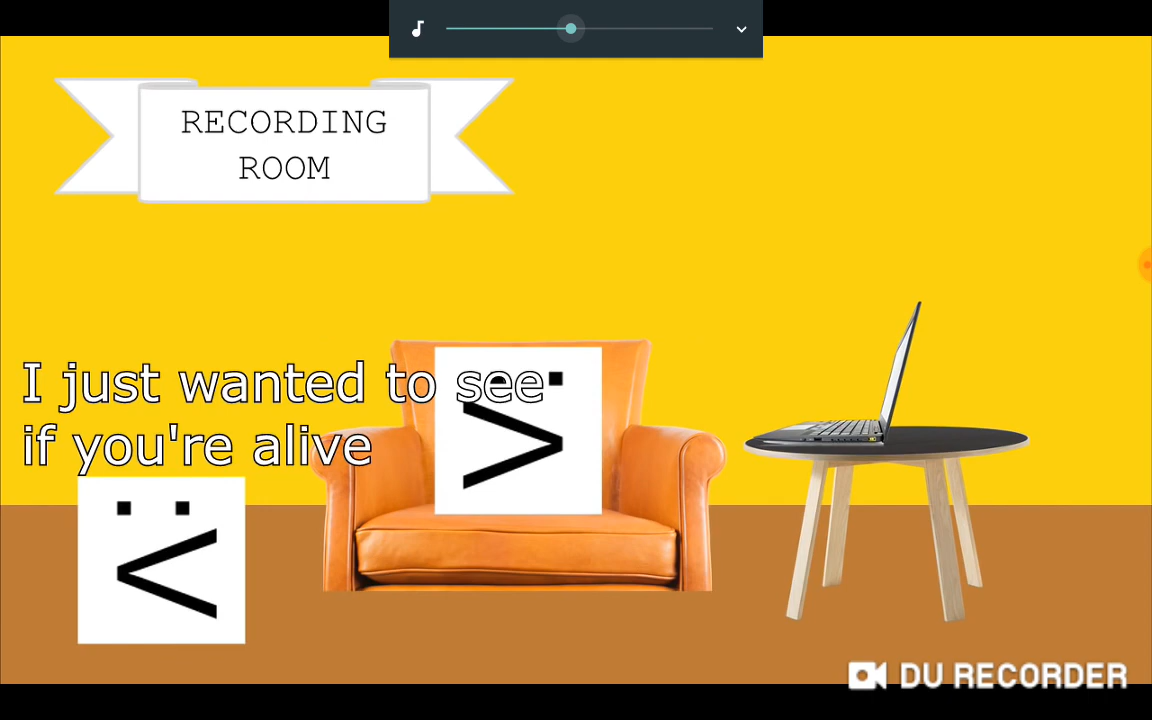 RECORDING
ROOM
I just wanted to see
if you're alive
DU RECORDER